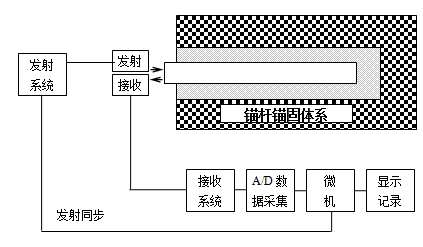 发射
系统
发射
接收
锚杆锚固体系
接收
系统
A/D 数
据采集
微
机
显示
记录
发射同步